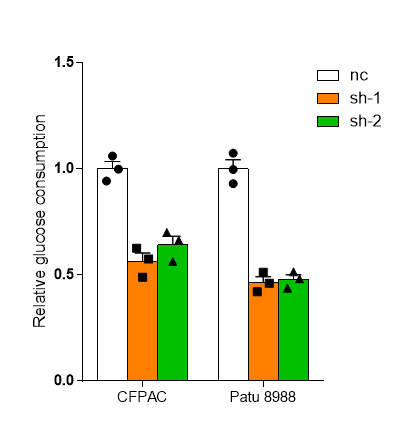 1.5
nc
sh-1
sh-2
1.0
0.5
0.0
Relative glucose consumption
CFPAC
Patu 8988